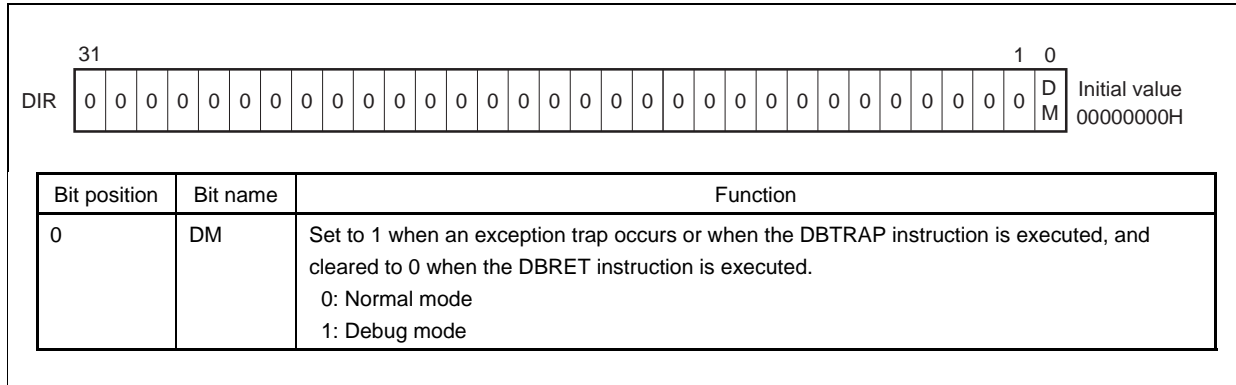 31 1 0
DIR 0 0 0 0 0 0 0 0 0 0 0 0 0 0 0 0 0 0 0 0 0 0 0 0 0 0 0 0 0 0 0 D M Initial value
00000000H
Bit position Bit name Function
0 DM Set to 1 when an exception trap occurs or when the DBTRAP instruction is executed, and
cleared to 0 when the DBRET instruction is executed.
0: Normal mode
1: Debug mode